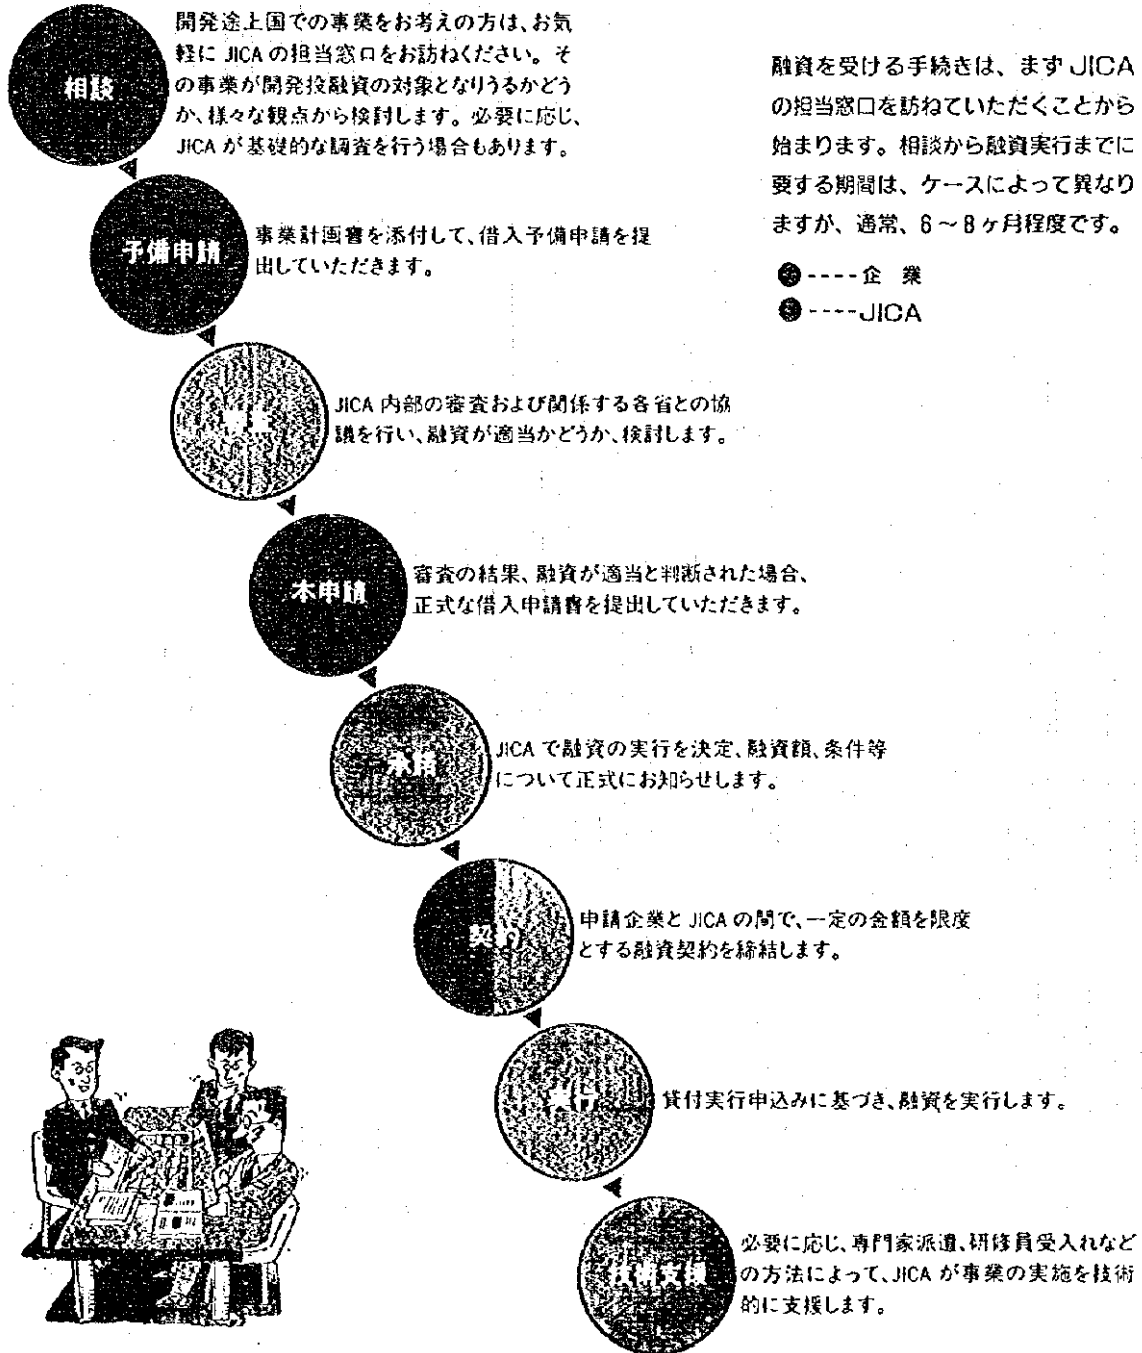 相談
開発途上国での事業をお考えの方は、お気
軽に JICA の担当窓口をお訪ねください。そ
の事業が開発投融資の対象となりうるかどう
か、様々な観点から検討します。必要に応じ、
JICA が基礎的な調査を行う場合もあります。
融資を受ける手続きは、まず JICA
の担当窓口を訪ねていただくことから
始まります。相談から融資実行までに
要する期間は、ケースによって異なり
ますが、通常、6～8ヶ月程度です。
----企 業
----JICA
予備申請
事業計画書を添付して、借入予備申請を提
出していただきます。
JICA 内部の審査および関係する各省との協
議を行い、融資が適当かどうか、検討します。
本申請
審査の結果、融資が適当と判断された場合、
正式な借入申請書を提出していただきます。
承諾
JICA で融資の実行を決定、融資額、条件等
について正式にお知らせします。
契約
申請企業と JICA の間で、一定の金額を限度
とする融資契約を締結します。
実行
貸付実行申込みに基づき、融資を実行します。
技術支援
必要に応じ、専門家派遣、研修員受入れなど
の方法によって、JICA が事業の実施を技術
的に支援します。